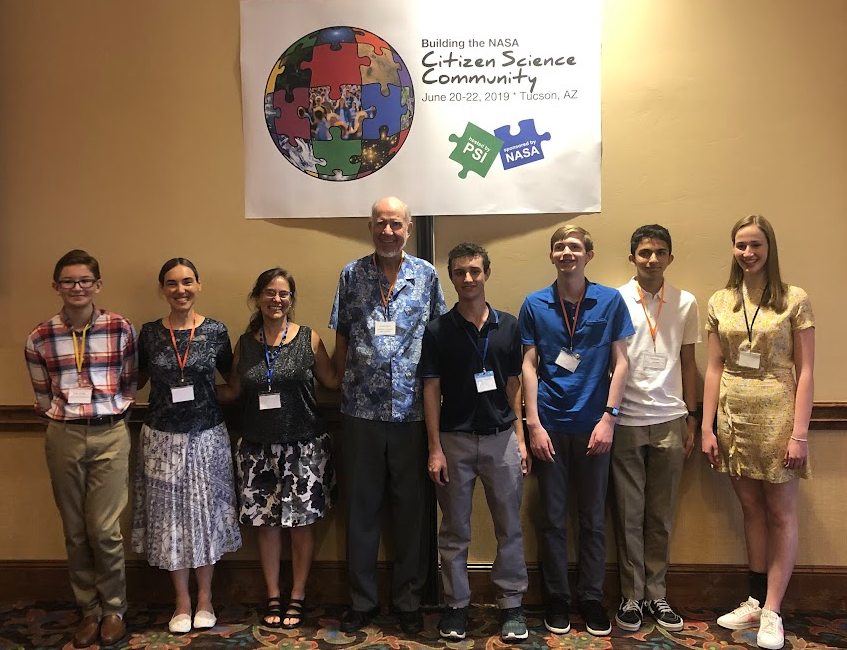 Building the NASA
Citizen Science
Community
June 20-22, 2019 * Tucson, AZ
hosted by
PSI
sponsored by
NASA